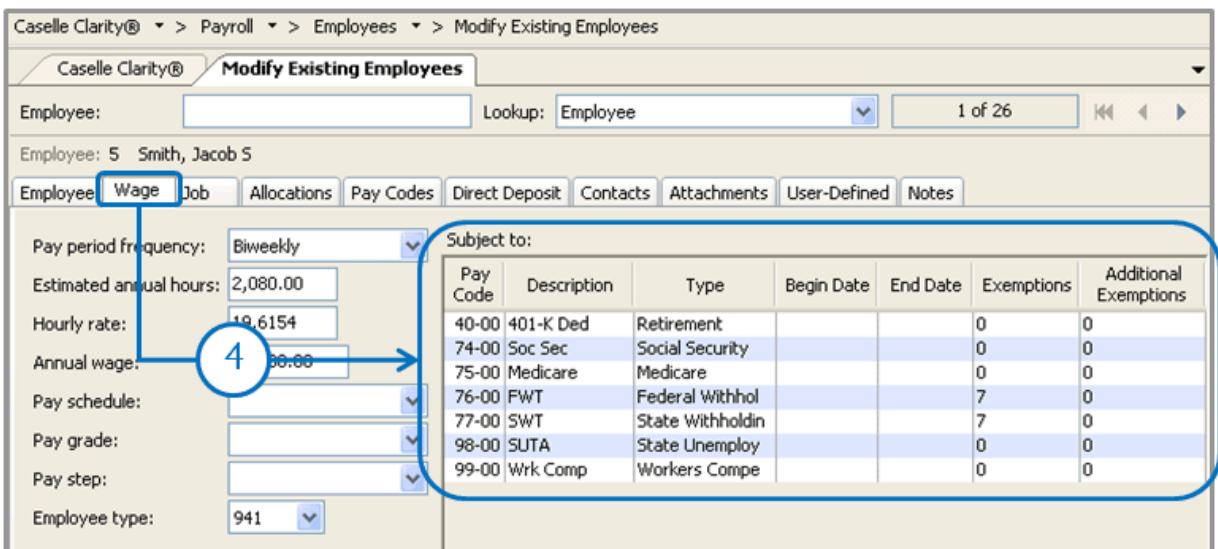 Caselle Clarity® > Payroll > Employees > Modify Existing Employees
Caselle Clarity® Modify Existing Employees
Employee: Lookup: Employee 1 of 26
Employee: 5 Smith, Jacob S
Employee Wage Job Allocations Pay Codes Direct Deposit Contacts Attachments User-Defined Notes
Pay period frequency: Biweekly
Estimated annual hours: 2,080.00
Hourly rate: 19.6154
Annual wage:
Pay schedule:
Pay grade:
Pay step:
Employee type: 941
4
Subject to:
Pay Code Description Type Begin Date End Date Exemptions Additional Exemptions
40-00 401-K Ded Retirement 0 0
74-00 Soc Sec Social Security 0 0
75-00 Medicare Medicare 0 0
76-00 FWT Federal Withhol 7 0
77-00 SWT State Withholdin 7 0
98-00 SUTA State Unemploy 0 0
99-00 Wrk Comp Workers Compe 0 0